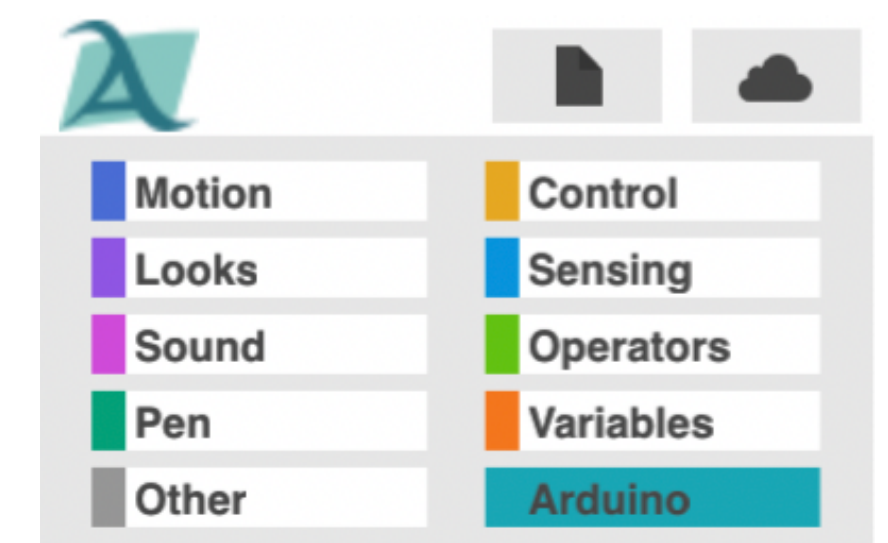 Motion Control
Looks Sensing
Sound Operators
Pen Variables
Other Arduino